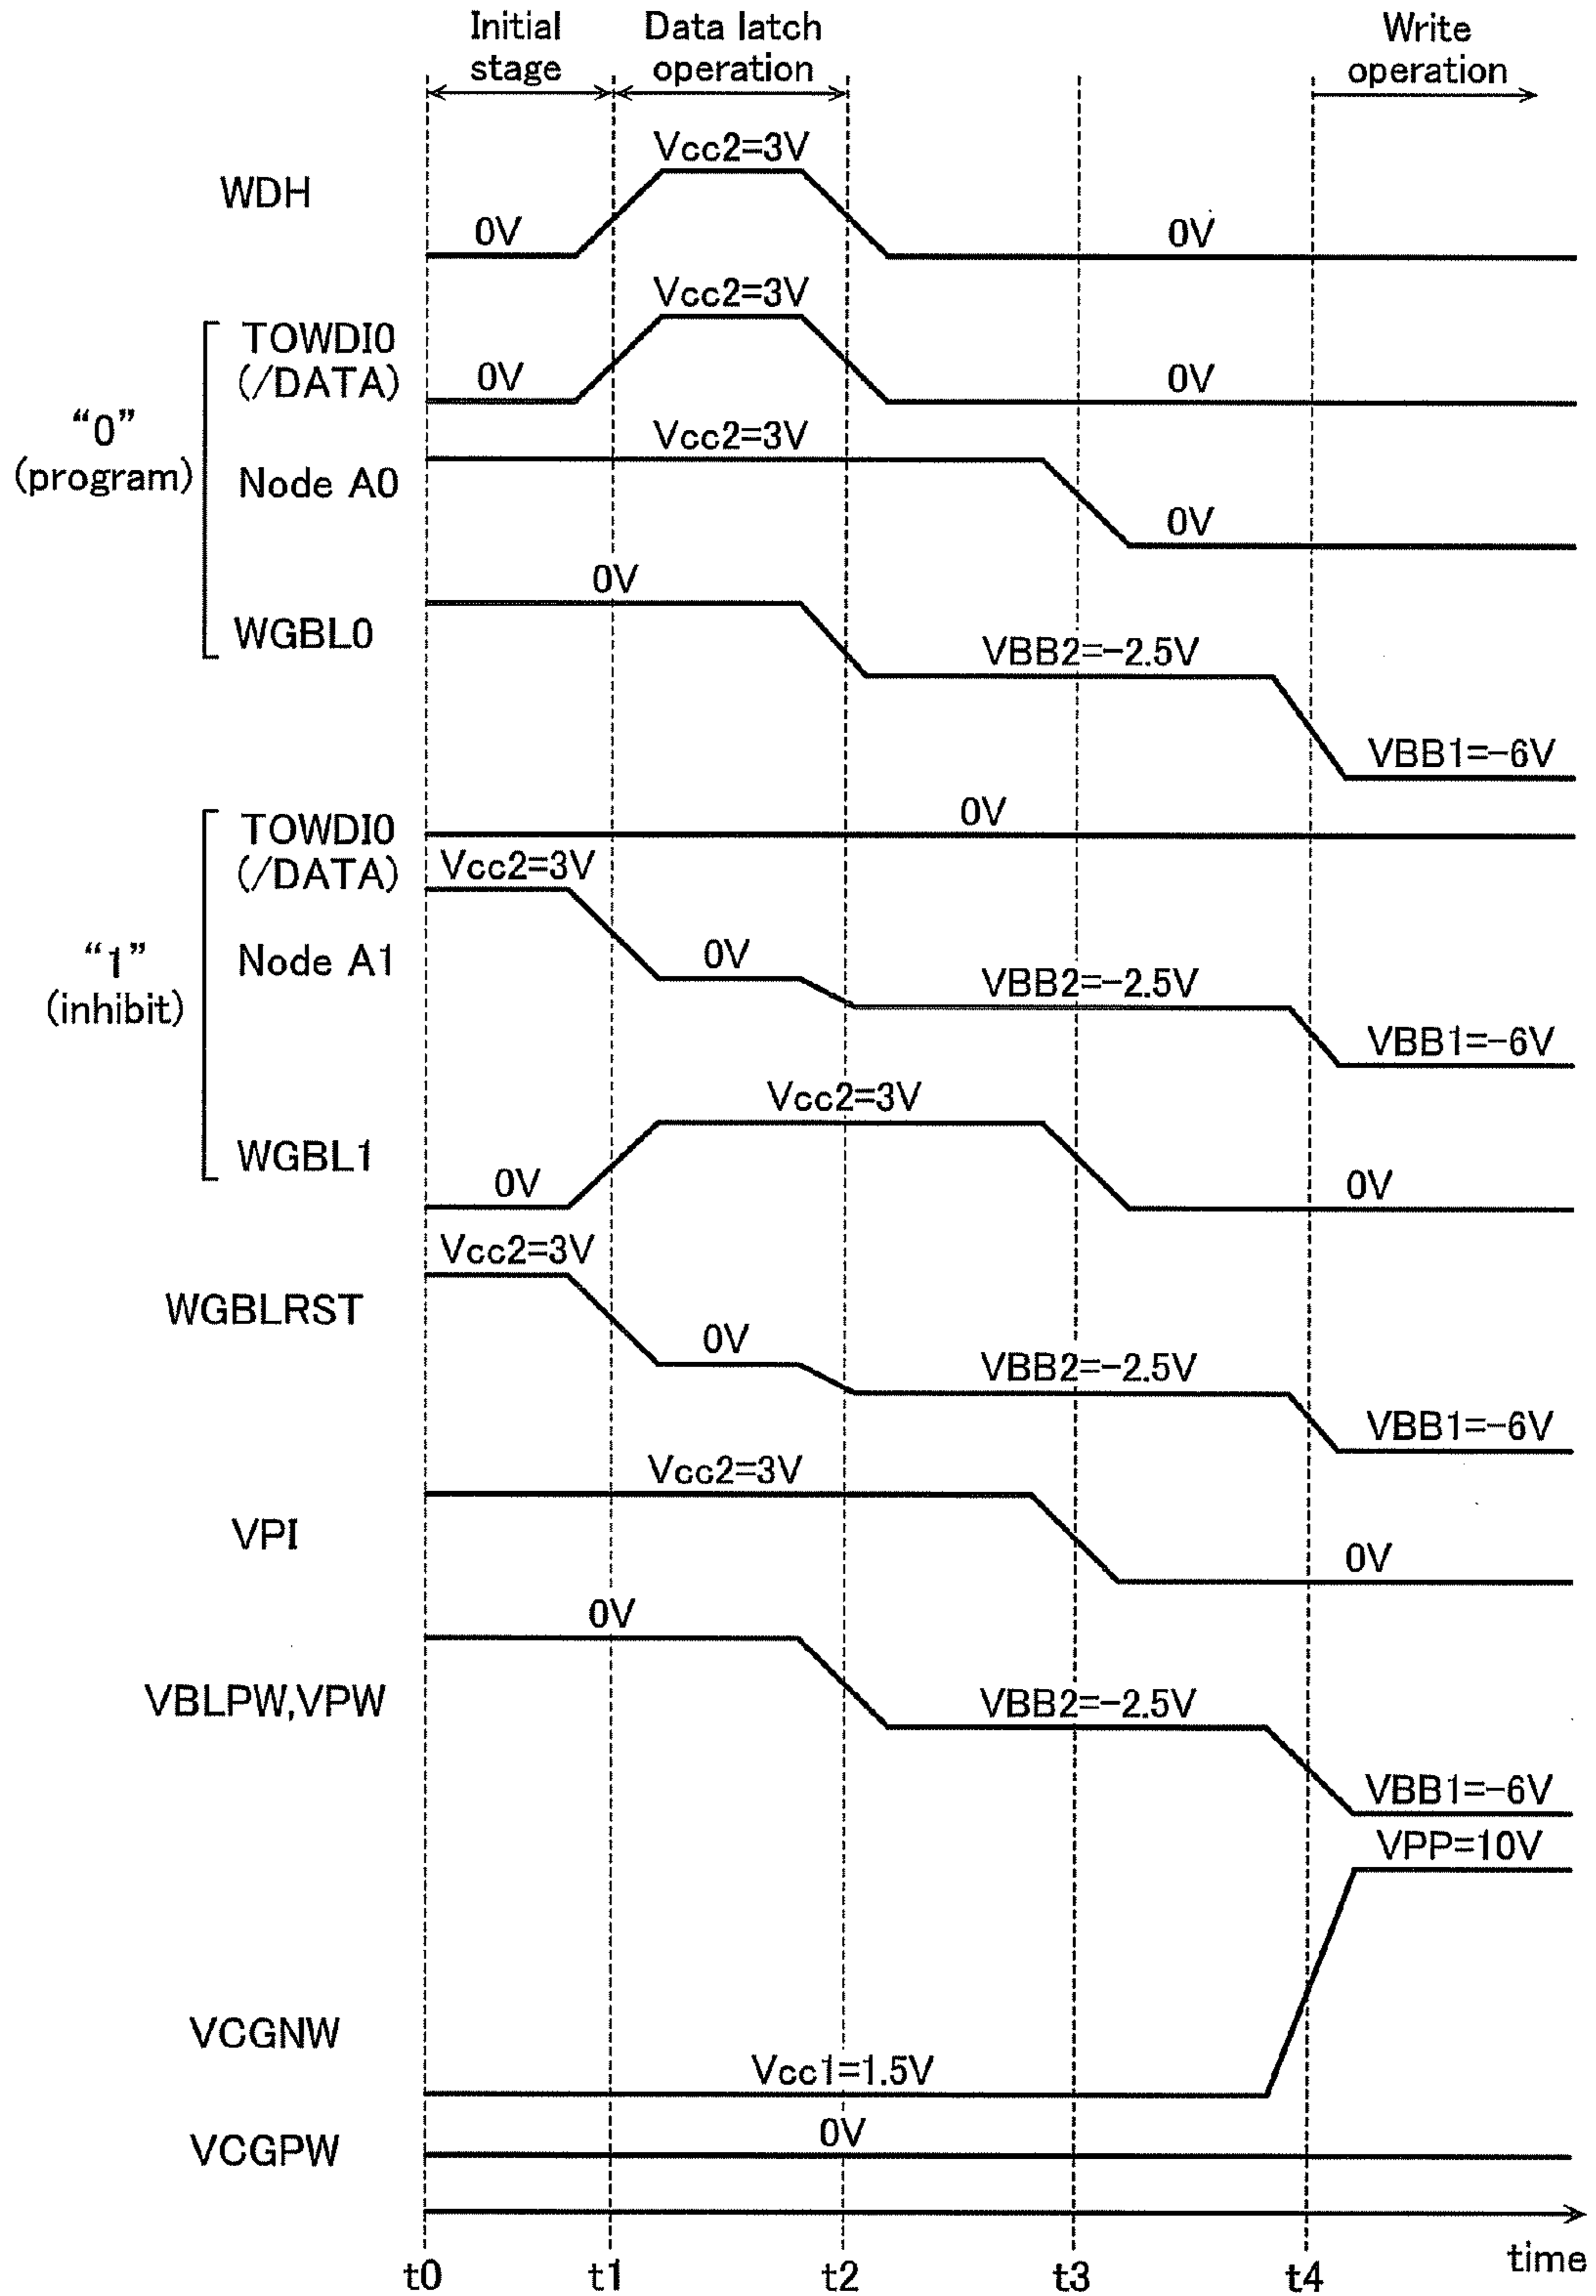 Initial
stage
Data latch
operation
Write
operation
Vcc2=3V
WDH
0V
0V
Vcc2=3V
TOWDI0
(/DATA)
0V
0V
"0"
(program)
Vcc2=3V
Node A0
0V
0V
WGBL0
VBB2=-2.5V
VBB1=-6V
TOWDI0
(/DATA)
0V
Vcc2=3V
"1"
(inhibit)
Node A1
0V
VBB2=-2.5V
VBB1=-6V
Vcc2=3V
WGBL1
0V
0V
Vcc2=3V
WGBLRST
0V
VBB2=-2.5V
VBB1=-6V
Vcc2=3V
VPI
0V
0V
VBLPW,VPW
VBB2=-2.5V
VBB1=-6V
VPP=10V
VCGNW
Vcc1=1.5V
VCGPW
0V
time
t0
t1
t2
t3
t4